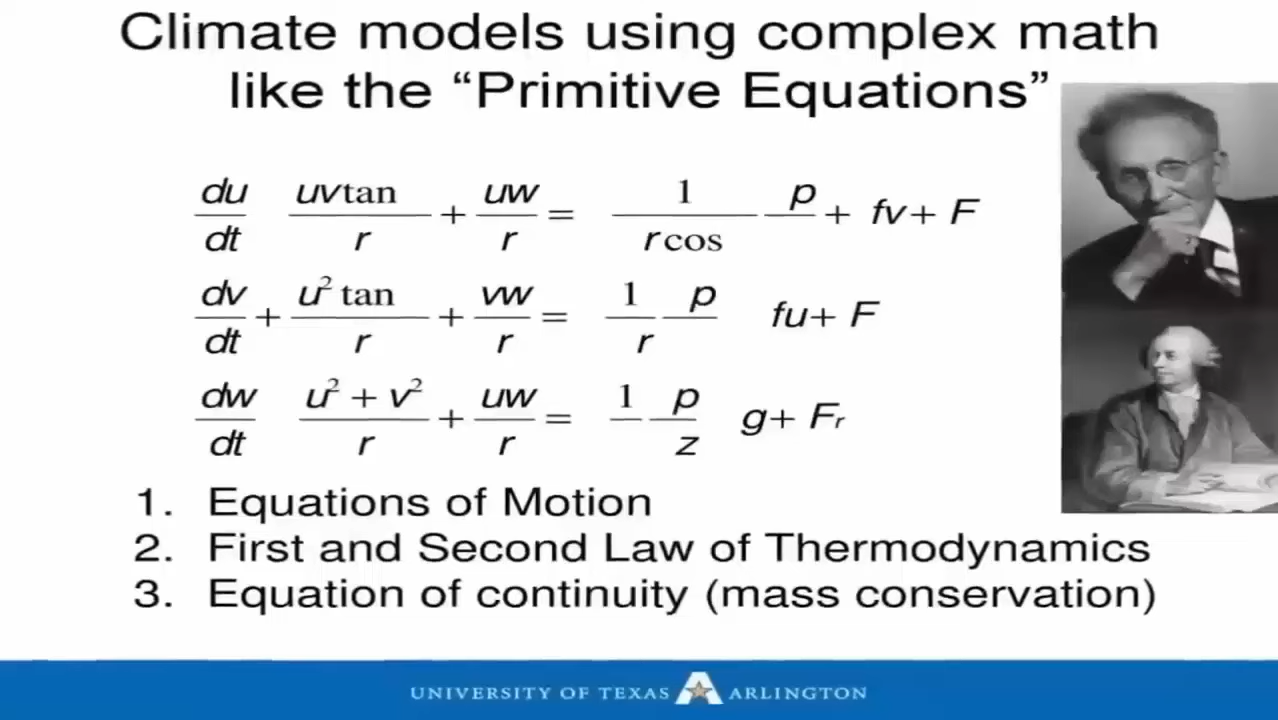 Climate models using complex math
like the “Primitive Equations”
du/dt uvtan/r + uw/r = 1/rcos p + fv + F
dv/dt + u² tan/r + vw/r = 1/r p fu + F
dw/dt u² + v²/r + uw/r = 1 p/z g + Fr
1. Equations of Motion
2. First and Second Law of Thermodynamics
3. Equation of continuity (mass conservation)
UNIVERSITY OF TEXAS A ARLINGTON